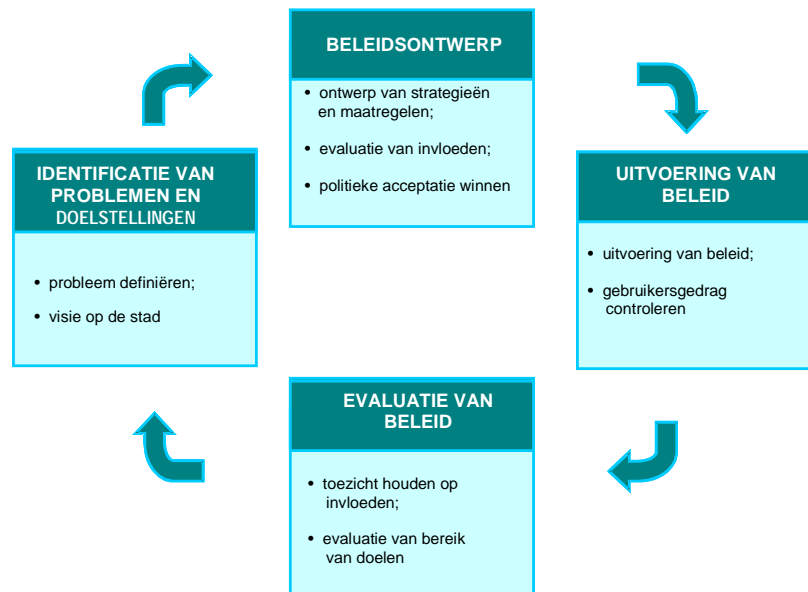 BELEIDSONTWERP
• ontwerp van strategieën
en maatregelen;
• evaluatie van invloeden;
• politieke acceptatie winnen
IDENTIFICATIE VAN
PROBLEMEN EN
DOELSTELLINGEN
• probleem definiëren;
• visie op de stad
UITVOERING VAN
BELEID
• uitvoering van beleid;
• gebruikersgedrag
controleren
EVALUATIE VAN
BELEID
• toezicht houden op
invloeden;
• evaluatie van bereik
van doelen